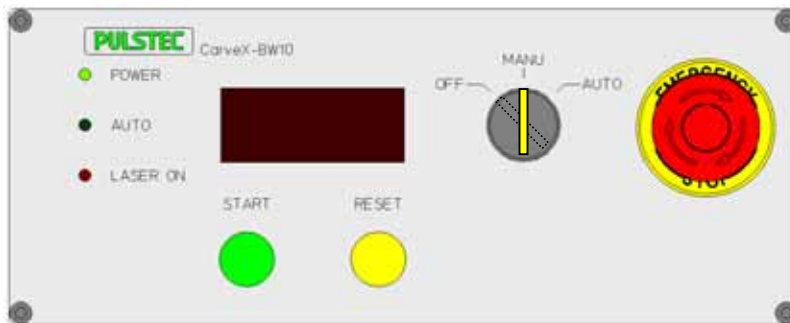 PULSTEC CarveX-BW10
POWER
AUTO
LASER ON
START
RESET
OFF
MANU
AUTO
EMERGENCY
STOP